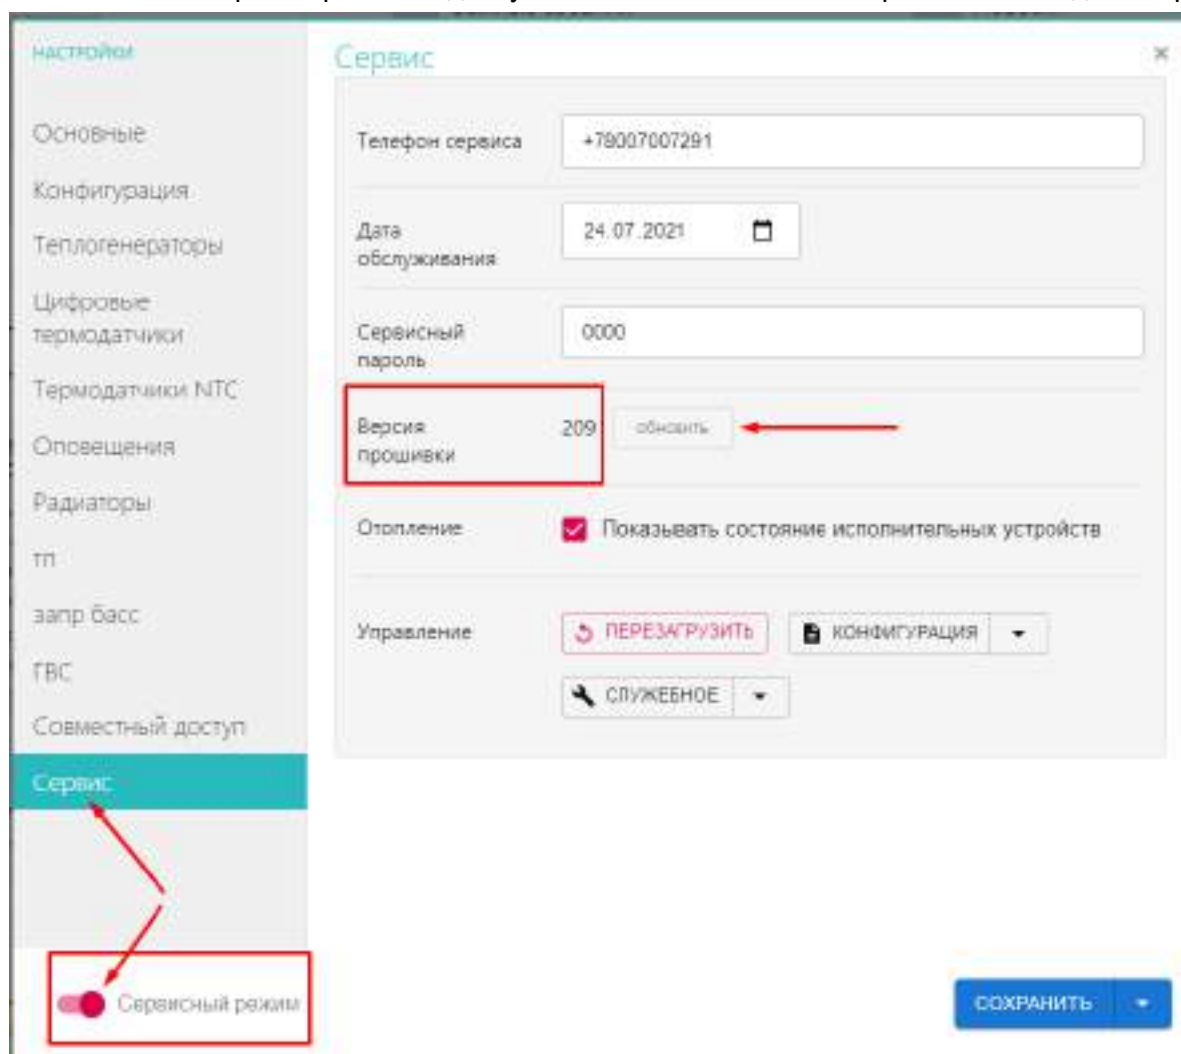 НАСТРОЙКИ
Основные
Конфигурация
Теплогенераторы
Цифровые
термодатчики
Термодатчики NTC
Оповещения
Радиаторы
тп
запр басс
ГВС
Совместный доступ
Сервис
Сервисный режим
Сервис
×
Телефон сервиса
+78007007291
Дата
обслуживания
24.07.2021
Сервисный
пароль
0000
Версия
прошивки
209
обновить
Отопление
Показывать состояние исполнительных устройств
Управление
ПЕРЕЗАГРУЗИТЬ
КОНФИГУРАЦИЯ
СЛУЖЕБНОЕ
СОХРАНИТЬ